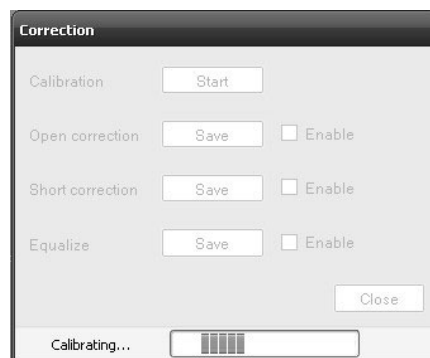 Correction
Calibration Start
Open correction Save Enable
Short correction Save Enable
Equalize Save Enable
Close
Calibrating...